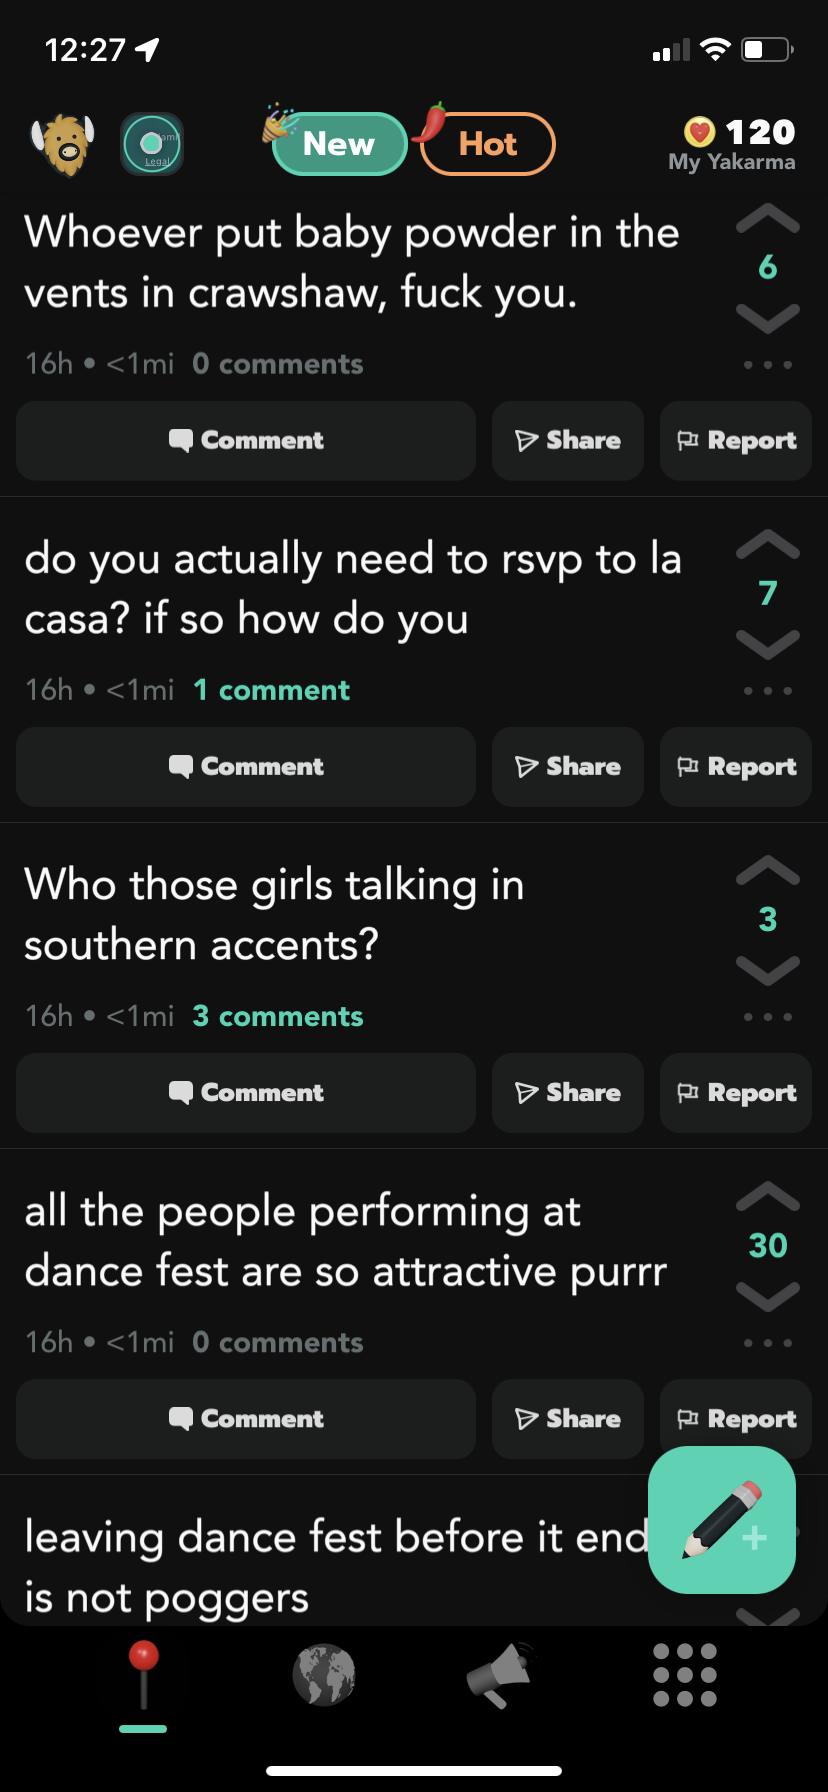 12:27
Legal
New
Hot
120
My Yakarma
Whoever put baby powder in the
vents in crawshaw, fuck you.
6
16h • <1mi 0 comments
Comment
Share
Report
do you actually need to rsvp to la
casa? if so how do you
7
16h • <1mi 1 comment
Comment
Share
Report
Who those girls talking in
southern accents?
3
16h • <1mi 3 comments
Comment
Share
Report
all the people performing at
dance fest are so attractive purrr
30
16h • <1mi 0 comments
Comment
Share
Report
leaving dance fest before it end
is not poggers